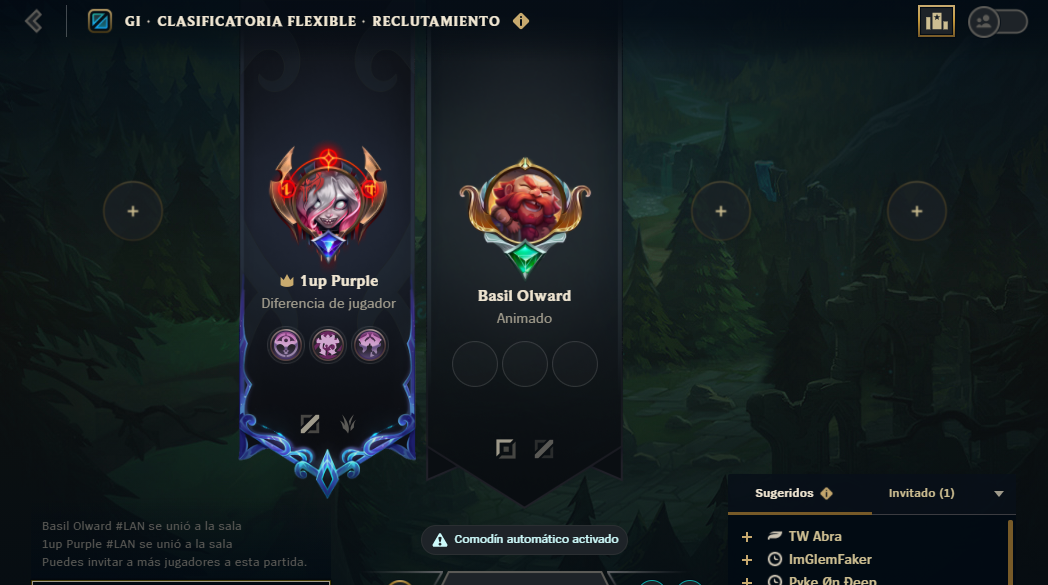 GI · CLASIFICATORIA FLEXIBLE · RECLUTAMIENTO
1up Purple
Diferencia de jugador
Basil Olward
Animado
Basil Olward #LAN se unió a la sala
1up Purple #LAN se unió a la sala
Puedes invitar a más jugadores a esta partida.
Comodín automático activado
Sugeridos
Invitado (1)
TW Abra
ImGlemFaker
Pyke Øn Ðeep